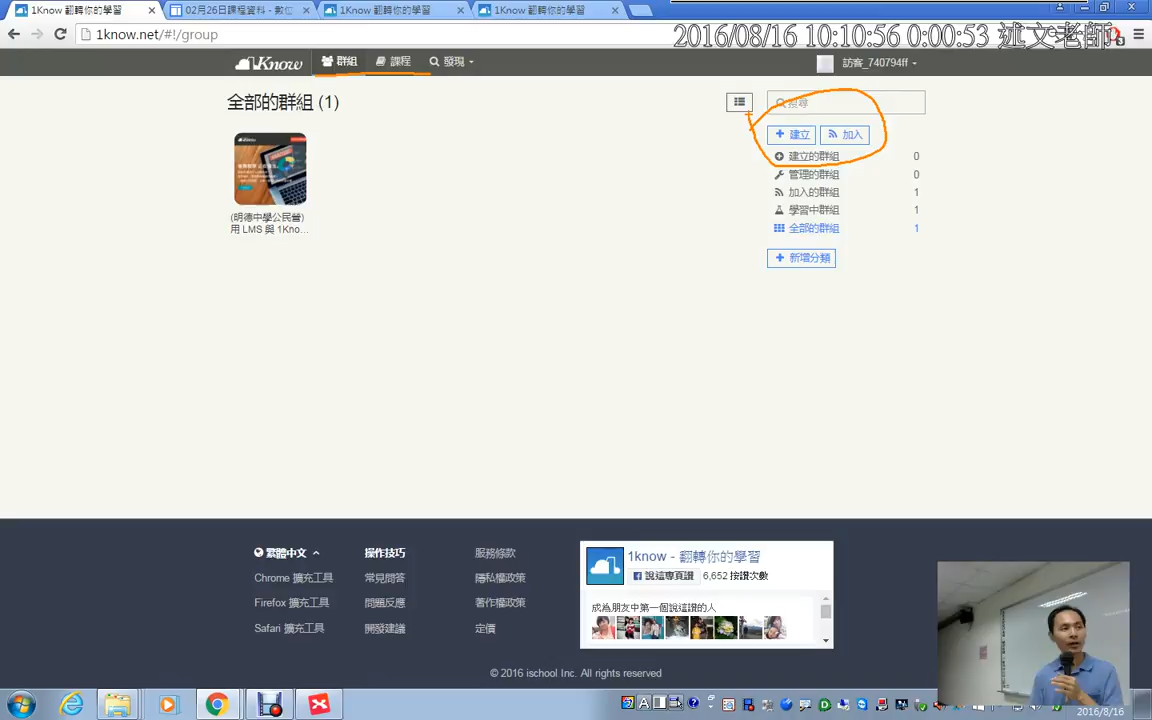 1Know 翻轉你的學習
02月26日課程資料 - 數位
1Know 翻轉你的學習
1Know 翻轉你的學習
1know.net/#!/group
2016/08/16 10:10:56 0:00:53 述文老師
1Know
群組
課程
發現
訪客_740794ff
全部的群組 (1)
搜尋
建立
加入
建立的群組 0
管理的群組 0
加入的群組 1
學習中群組 1
全部的群組 1
新增分類
(明德中學公民營)
用 LMS 與 1Kno...
繁體中文
Chrome 擴充工具
Firefox 擴充工具
Safari 擴充工具
操作技巧
常見問答
問題反應
開發建議
服務條款
隱私權政策
著作權政策
定價
1know - 翻轉你的學習
說這專頁讚 6,652 按讚次數
成為朋友中第一個說這讚的人
© 2016 ischool Inc. All rights reserved
2016/8/16